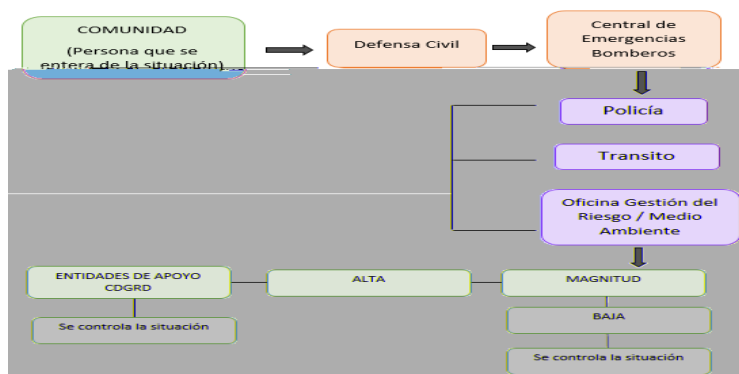 COMUNIDAD
(Persona que se
entera de la situación)
Defensa Civil
Central de
Emergencias
Bomberos
Policía
Transito
Oficina Gestión del
Riesgo / Medio
Ambiente
ENTIDADES DE APOYO
CDGRD
ALTA
MAGNITUD
Se controla la situación
BAJA
Se controla la situación